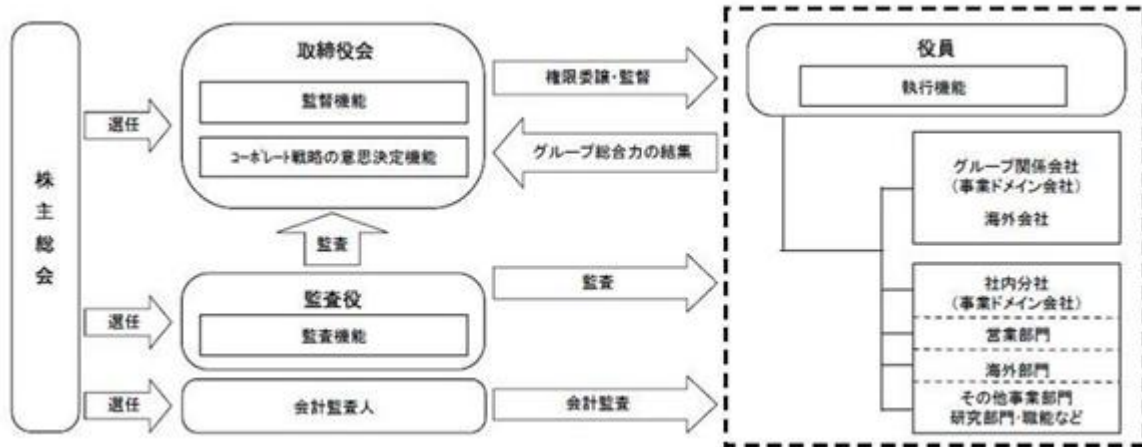 株主総会
選任
取締役会
監督機能
コーポレート戦略の意思決定機能
権限委譲・監督
グループ総合力の結集
監査
選任
監査役
監査機能
監査
選任
会計監査人
会計監査
役員
執行機能
グループ関係会社
(事業ドメイン会社)
海外会社
社内分社
(事業ドメイン会社)
営業部門
海外部門
その他事業部門
研究部門・職能など